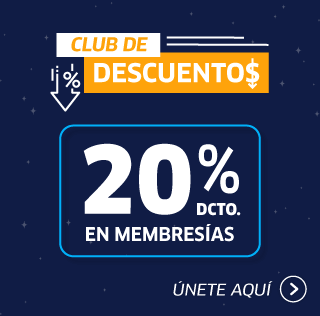 CLUB DE
DESCUENTO$
%
20%
DCTO.
EN MEMBRESÍAS
ÚNETE AQUÍ